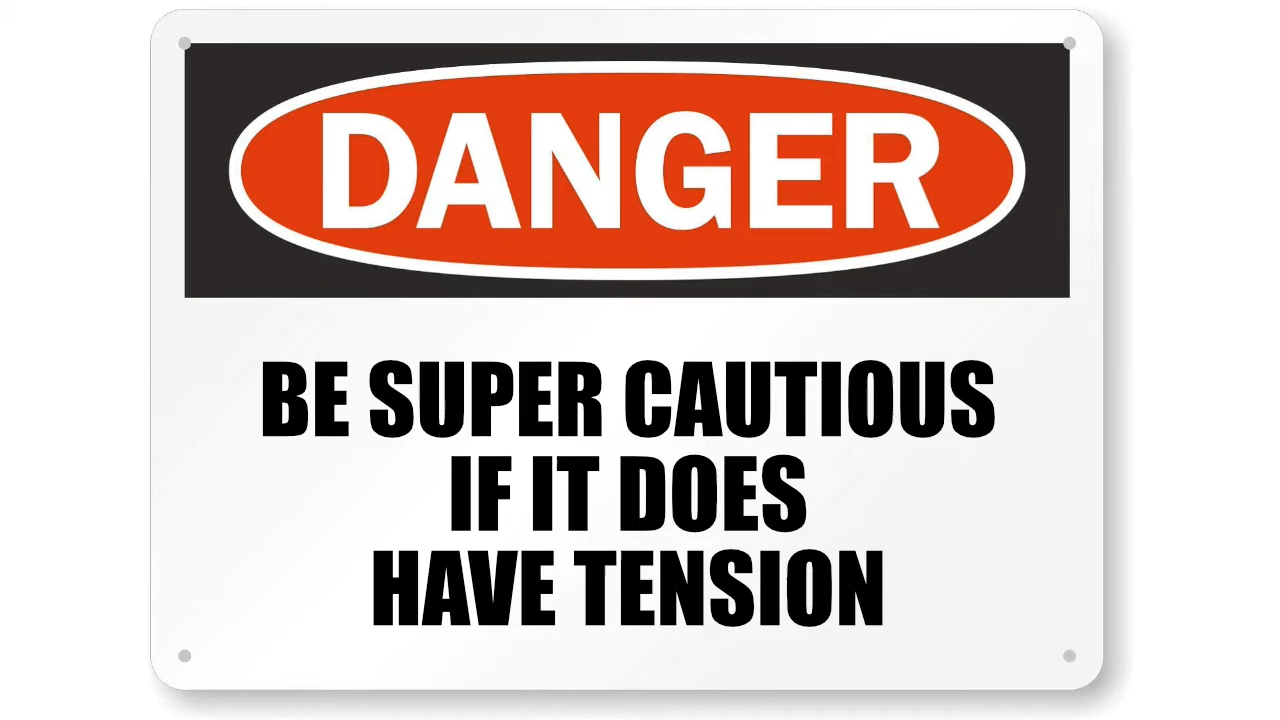 DANGER
BE SUPER CAUTIOUS
IF IT DOES
HAVE TENSION